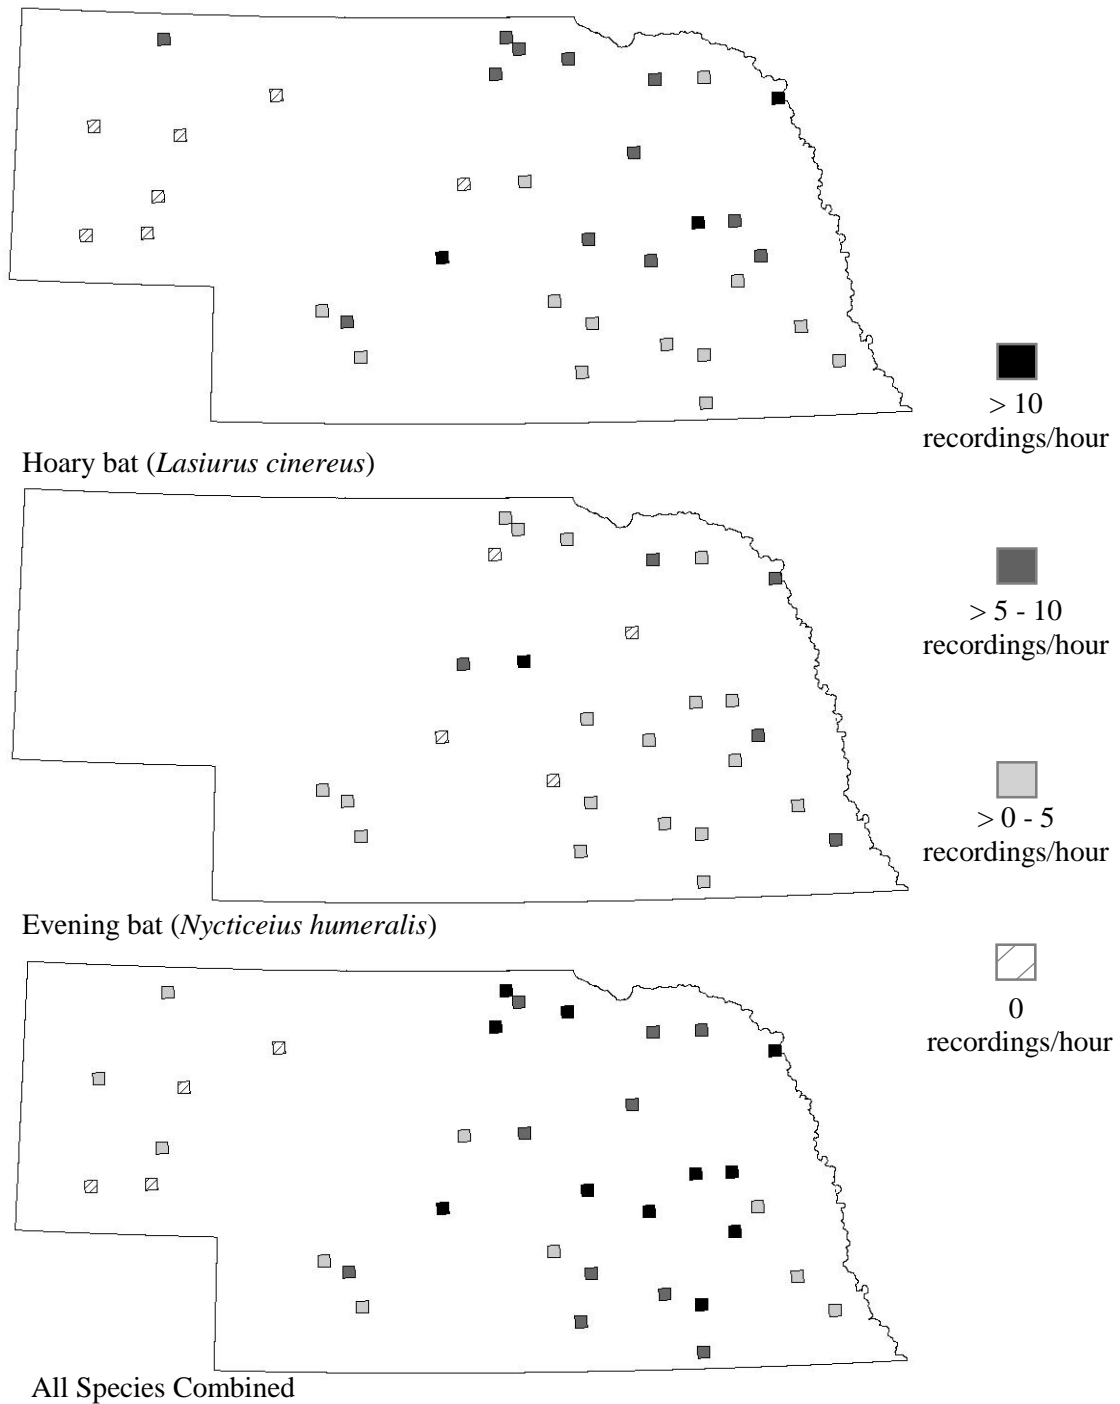 > 10
recordings/hour
Hoary bat (Lasiurus cinereus)
> 5 - 10
recordings/hour
> 0 - 5
recordings/hour
Evening bat (Nycticeius humeralis)
0
recordings/hour
All Species Combined